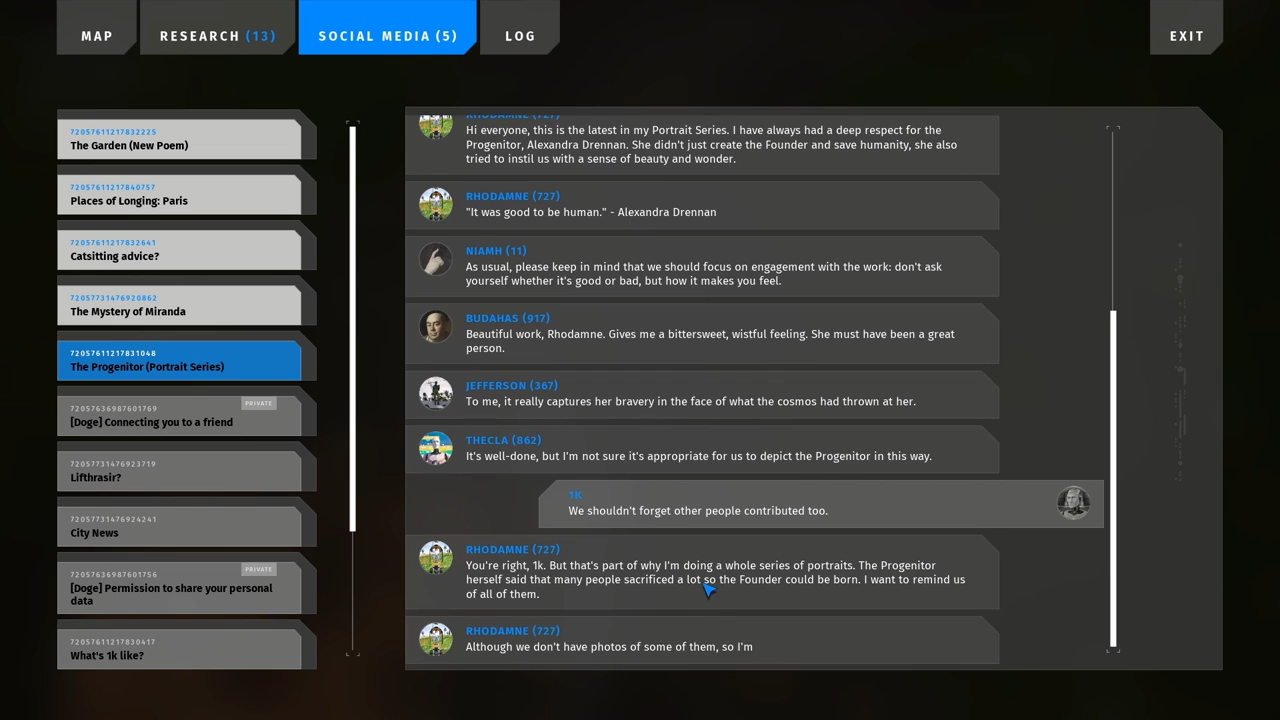 MAP
RESEARCH (13)
SOCIAL MEDIA (5)
LOG
EXIT
72057611217832225
The Garden (New Poem)
72057611217840757
Places of Longing: Paris
72057611217832641
Catsitting advice?
72057731476920862
The Mystery of Miranda
72057611217831048
The Progenitor (Portrait Series)
72057636987601769
PRIVATE
[Doge] Connecting you to a friend
72057731476923719
Lifthrasir?
72057731476924241
City News
72057636987601756
PRIVATE
[Doge] Permission to share your personal
data
72057611217830417
What's 1k like?
RHODAMNE (727)
Hi everyone, this is the latest in my Portrait Series. I have always had a deep respect for the
Progenitor, Alexandra Drennan. She didn't just create the Founder and save humanity, she also
tried to instil us with a sense of beauty and wonder.
RHODAMNE (727)
"It was good to be human." - Alexandra Drennan
NIAMH (11)
As usual, please keep in mind that we should focus on engagement with the work: don't ask
yourself whether it's good or bad, but how it makes you feel.
BUDAHAS (917)
Beautiful work, Rhodamne. Gives me a bittersweet, wistful feeling. She must have been a great
person.
JEFFERSON (367)
To me, it really captures her bravery in the face of what the cosmos had thrown at her.
THECLA (862)
It's well-done, but I'm not sure it's appropriate for us to depict the Progenitor in this way.
1K
We shouldn't forget other people contributed too.
RHODAMNE (727)
You're right, 1k. But that's part of why I'm doing a whole series of portraits. The Progenitor
herself said that many people sacrificed a lot so the Founder could be born. I want to remind us
of all of them.
RHODAMNE (727)
Although we don't have photos of some of them, so I'm